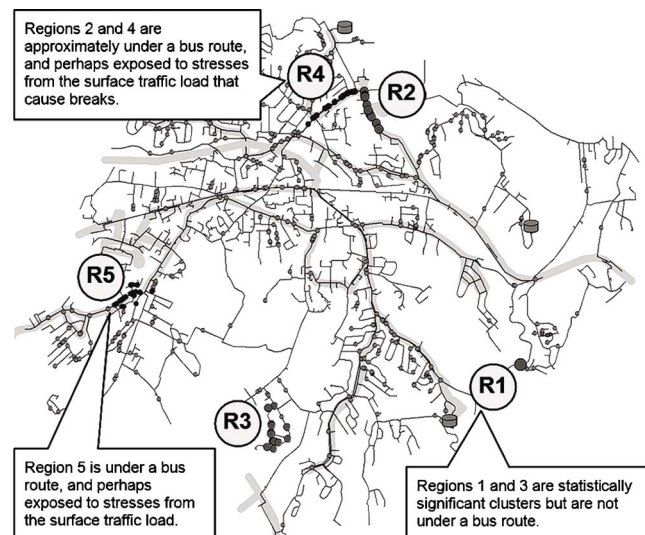 Regions 2 and 4 are
approximately under a bus route,
and perhaps exposed to stresses
from the surface traffic load that
cause breaks.
R4
R2
R5
R1
R3
Region 5 is under a bus
route, and perhaps
exposed to stresses from
the surface traffic load.
Regions 1 and 3 are statistically
significant clusters but are not
under a bus route.